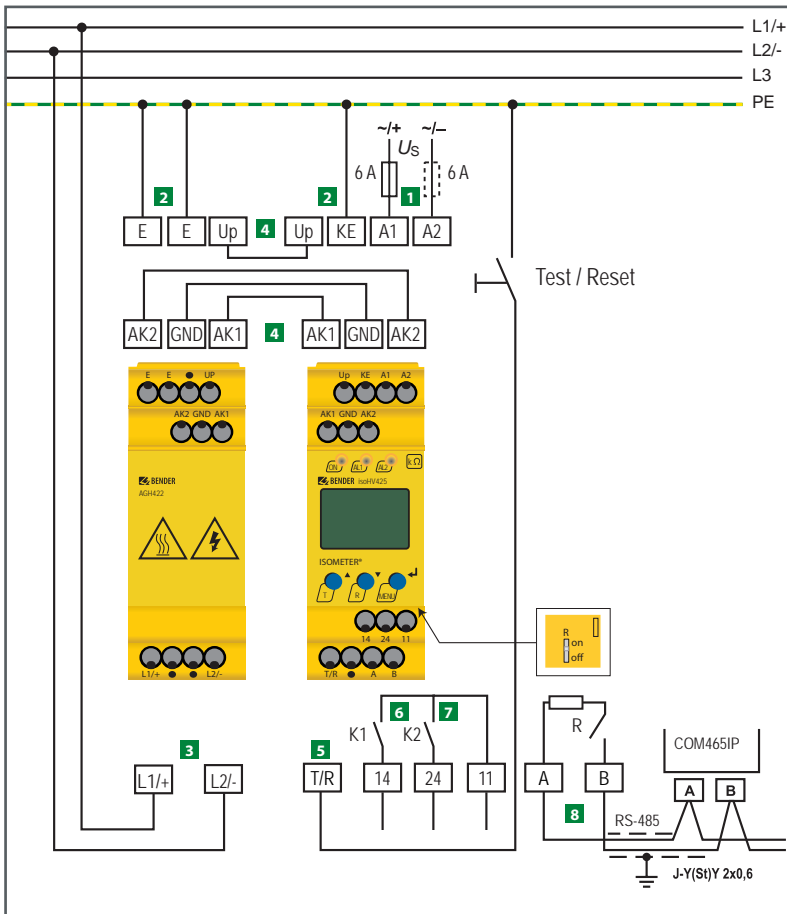 L1/+
L2/-
L3
PE
~/+ ~/–
US
6 A 6 A
2 2 1
E E Up 4 Up KE A1 A2
Test / Reset
AK2 GND AK1 4 AK1 GND AK2
E E UP
AK2 GND AK1
BENDER
AGH422
L1/+ L2/-
Up KE A1 A2
AK1 GND AK2
ON AL1 AL2 kΩ
BENDER isoHV425
ISOMETER®
T R MENU
14 24 11
T/R A B
R
on
off
3
L1/+ L2/-
5 6 7
K1 K2
T/R 14 24 11
R
A B
8
COM465IP
A B
RS-485
J-Y(St)Y 2x0,6